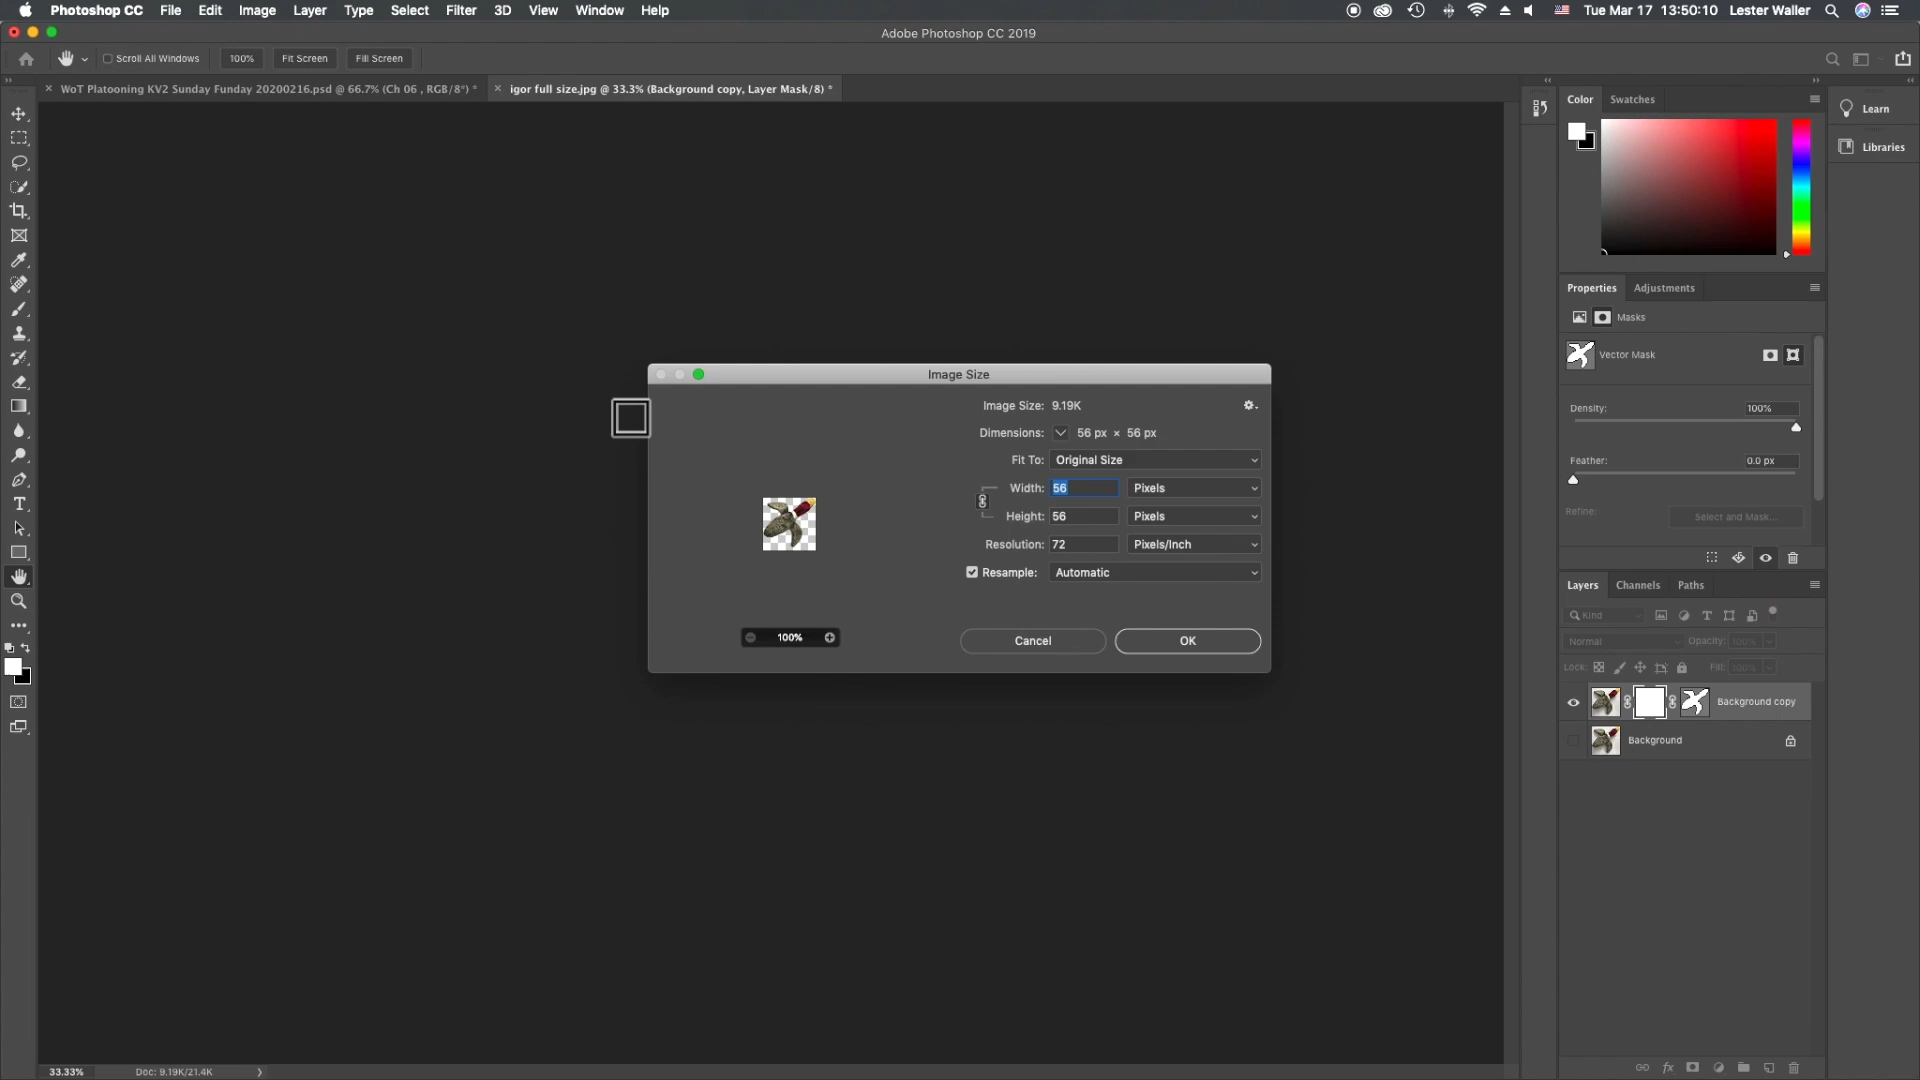 Photoshop CC File Edit Image Layer Type Select Filter 3D View Window Help Tue Mar 17 13:50:10 Lester Waller
Adobe Photoshop CC 2019
Scroll All Windows 100% Fit Screen Fill Screen
WoT Platooning KV2 Sunday Funday 20200216.psd @ 66.7% (Ch 06 , RGB/8*) *
igor full size.jpg @ 33.3% (Background copy, Layer Mask/8) *
Color Swatches
Learn
Libraries
Properties Adjustments
Masks
Vector Mask
Density: 100%
Feather: 0.0 px
Refine: Select and Mask...
Image Size
Image Size: 9.19K
Dimensions: 56 px × 56 px
Fit To: Original Size
Width: 56 Pixels
Height: 56 Pixels
Resolution: 72 Pixels/Inch
Resample: Automatic
100%
Cancel OK
Layers Channels Paths
Kind
Normal Opacity: 100%
Lock: Fill: 100%
Background copy
Background
33.33% Doc: 9.19K/21.4K